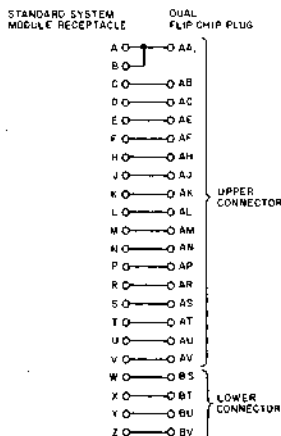 STANDARD SYSTEM DUAL
MODULE RECEPTACLE FLIP CHIP PLUG
A AA
B
C AB
D AC
E AE
F AF
H AH
J AJ
K AK
L AL
M AM
N AN
P AP
R AR
S AS
T AT
U AU
V AV
UPPER
CONNECTOR
W BS
X BT
Y BU
Z BV
LOWER
CONNECTOR